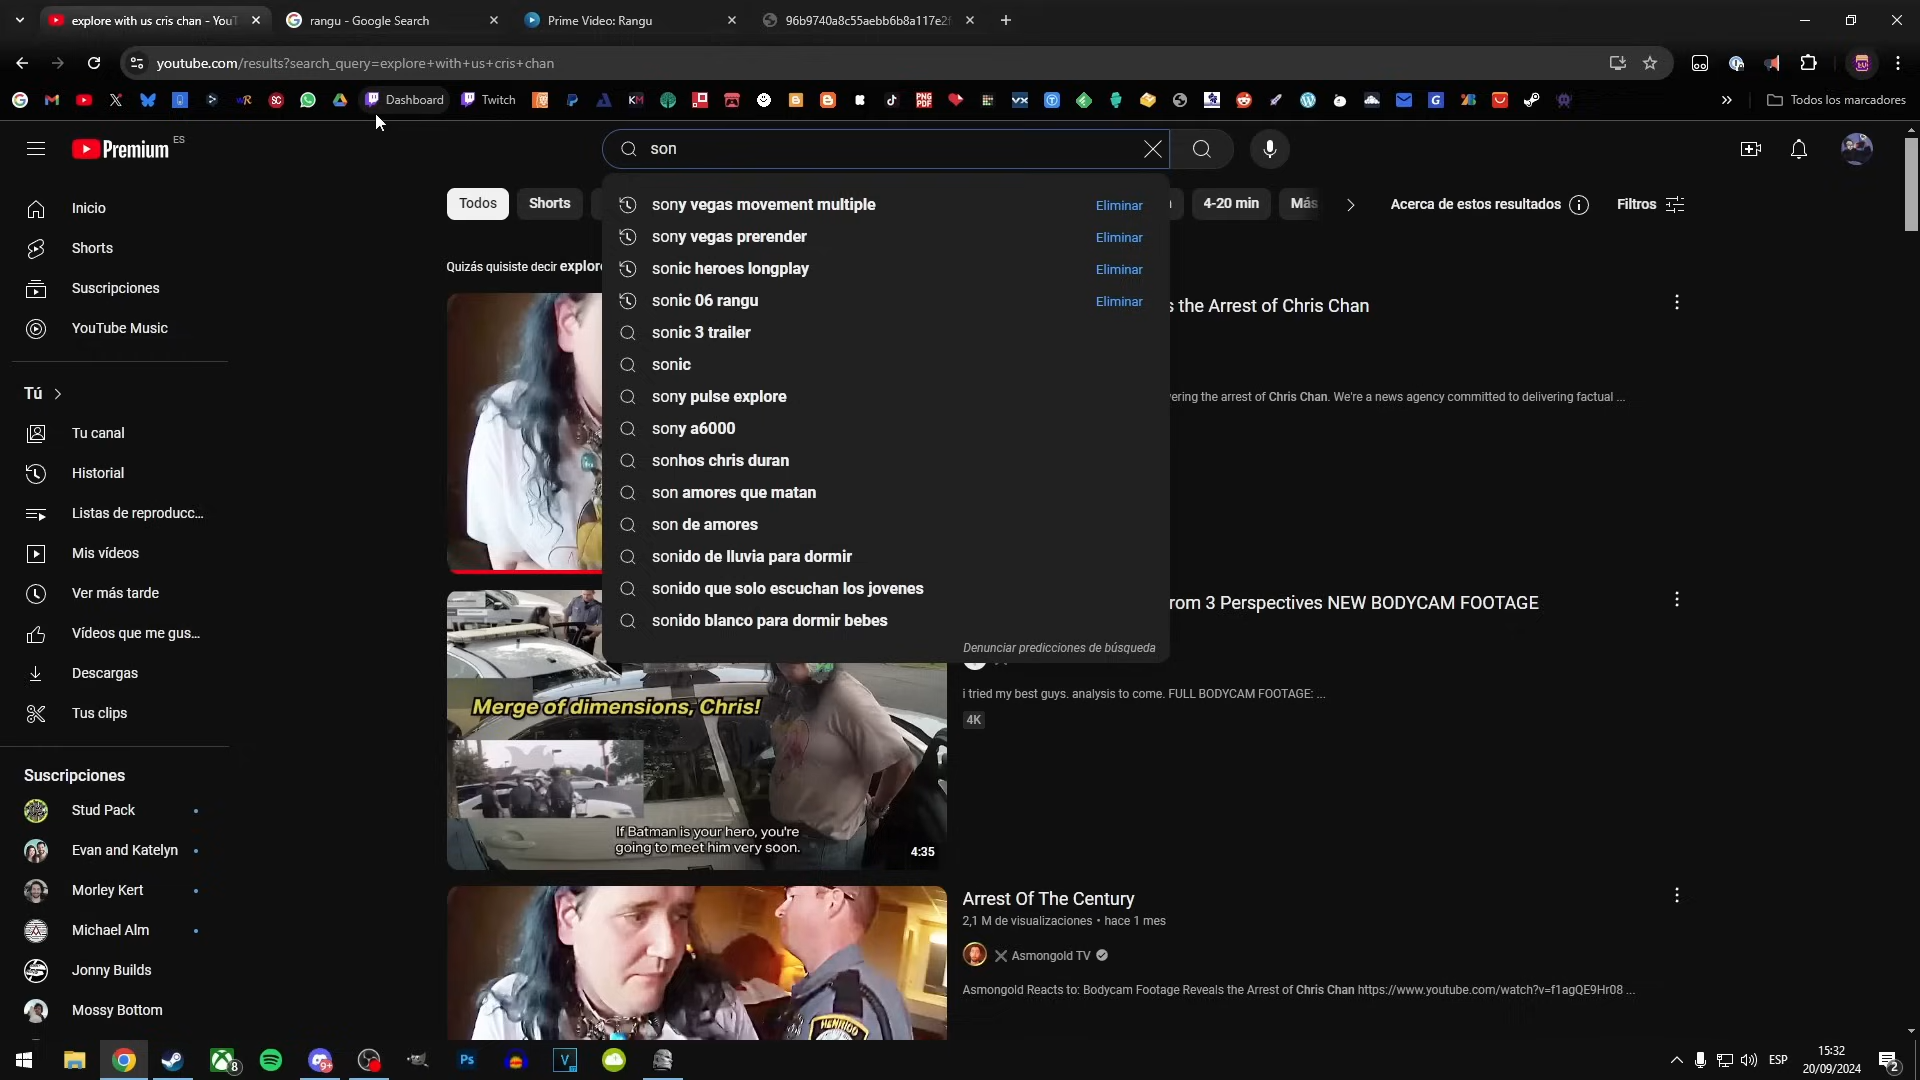 explore with us cris chan - YouT
rangu - Google Search
Prime Video: Rangu
96b9740a8c55aebb6b8a117e2
youtube.com/results?search_query=explore+with+us+cris+chan
Dashboard
Twitch
Todos los marcadores
Premium
ES
son
Inicio
Shorts
Suscripciones
YouTube Music
Tú
Tu canal
Historial
Listas de reproducc...
Mis vídeos
Ver más tarde
Vídeos que me gus...
Descargas
Tus clips
Suscripciones
Stud Pack
Evan and Katelyn
Morley Kert
Michael Alm
Jonny Builds
Mossy Bottom
Todos
Shorts
4-20 min
Más
Acerca de estos resultados
Filtros
Quizás quisiste decir explore
sony vegas movement multiple
Eliminar
sony vegas prerender
Eliminar
sonic heroes longplay
Eliminar
sonic 06 rangu
Eliminar
sonic 3 trailer
sonic
sony pulse explore
sony a6000
sonhos chris duran
son amores que matan
son de amores
sonido de lluvia para dormir
sonido que solo escuchan los jovenes
sonido blanco para dormir bebes
Denunciar predicciones de búsqueda
s the Arrest of Chris Chan
ering the arrest of Chris Chan. We're a news agency committed to delivering factual ...
rom 3 Perspectives NEW BODYCAM FOOTAGE
i tried my best guys. analysis to come. FULL BODYCAM FOOTAGE: ...
4K
Merge of dimensions, Chris!
If Batman is your hero, you're
going to meet him very soon.
4:35
Arrest Of The Century
2,1 M de visualizaciones • hace 1 mes
Asmongold TV
Asmongold Reacts to: Bodycam Footage Reveals the Arrest of Chris Chan https://www.youtube.com/watch?v=f1agQE9Hr08 ...
HENRICO
8
9+
Ps
V
ESP
15:32
20/09/2024
2